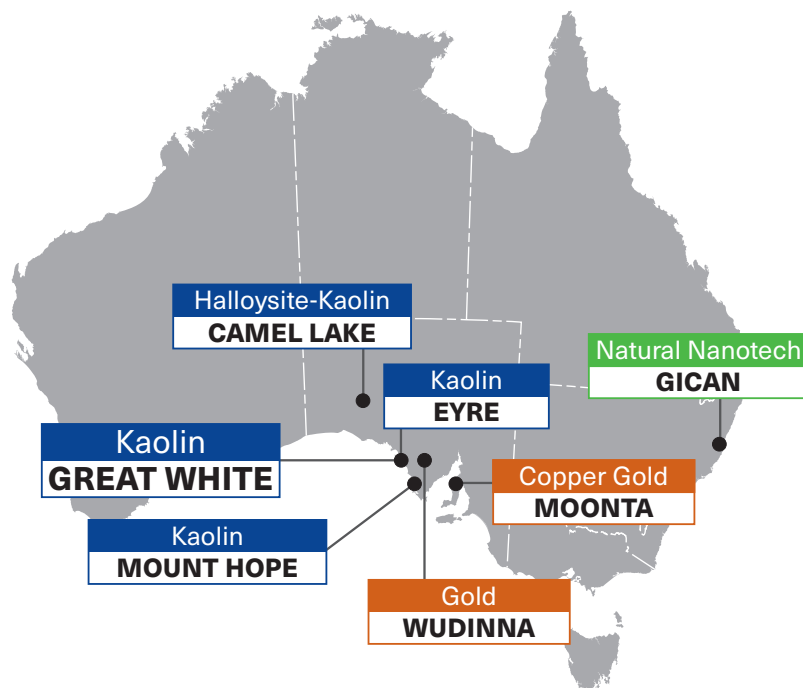 Halloysite-Kaolin
CAMEL LAKE
Natural Nanotech
GICAN
Kaolin
EYRE
Kaolin
GREAT WHITE
Copper Gold
MOONTA
Kaolin
MOUNT HOPE
Gold
WUDINNA